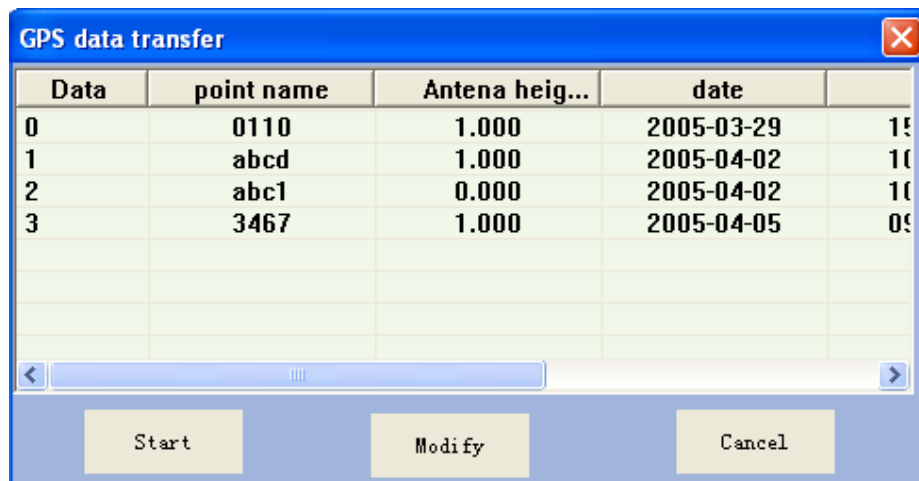 GPS data transfer
Data point name Antena heig... date
0 0110 1.000 2005-03-29
1 abcd 1.000 2005-04-02
2 abc1 0.000 2005-04-02
3 3467 1.000 2005-04-05
Start Modify Cancel